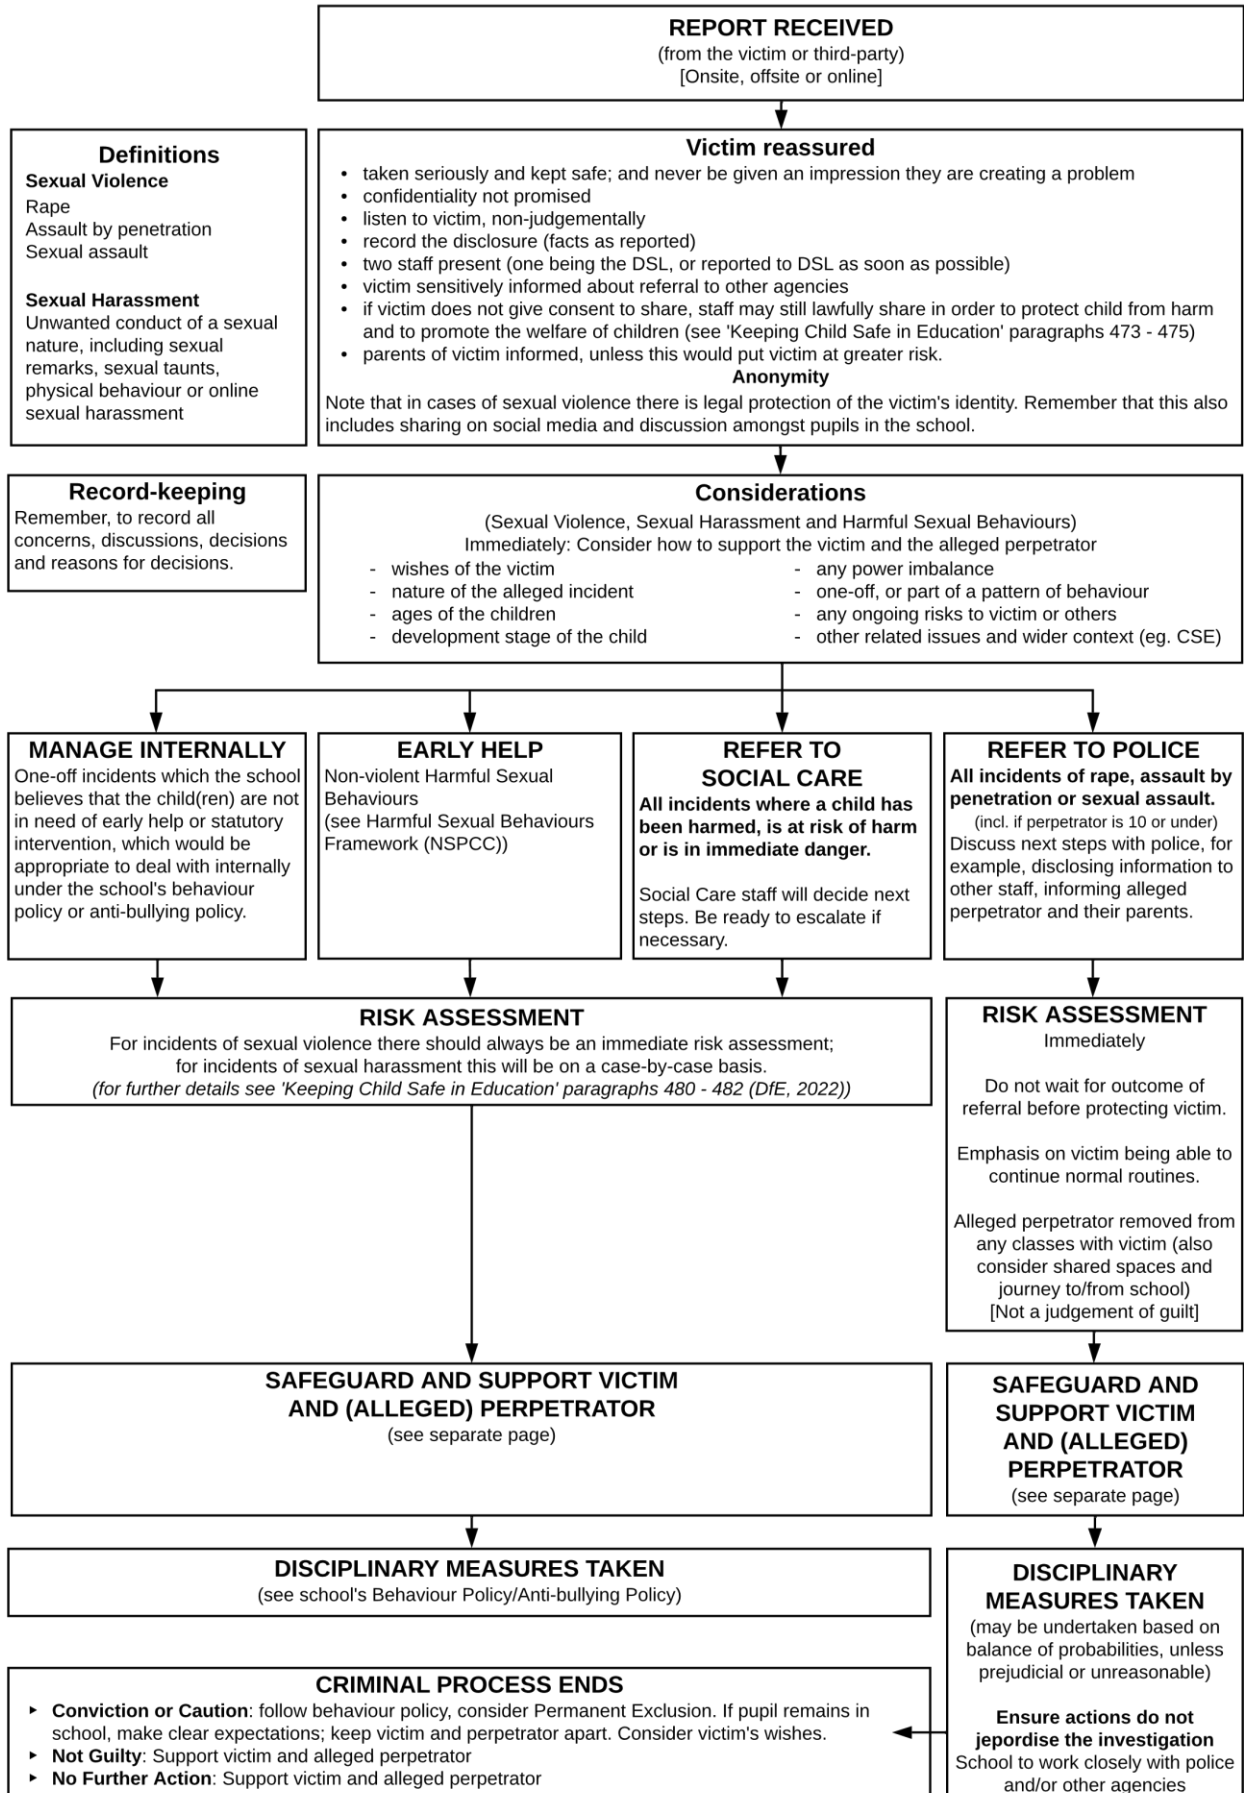 REPORT RECEIVED
(from the victim or third-party)
[Onsite, offsite or online]
Definitions
Sexual Violence
Rape
Assault by penetration
Sexual assault
Sexual Harassment
Unwanted conduct of a sexual
nature, including sexual
remarks, sexual taunts,
physical behaviour or online
sexual harassment
Victim reassured
• taken seriously and kept safe; and never be given an impression they are creating a problem
• confidentiality not promised
• listen to victim, non-judgementally
• record the disclosure (facts as reported)
• two staff present (one being the DSL, or reported to DSL as soon as possible)
• victim sensitively informed about referral to other agencies
• if victim does not give consent to share, staff may still lawfully share in order to protect child from harm
and to promote the welfare of children (see 'Keeping Child Safe in Education' paragraphs 473 - 475)
• parents of victim informed, unless this would put victim at greater risk.
Anonymity
Note that in cases of sexual violence there is legal protection of the victim's identity. Remember that this also
includes sharing on social media and discussion amongst pupils in the school.
Record-keeping
Remember, to record all
concerns, discussions, decisions
and reasons for decisions.
Considerations
(Sexual Violence, Sexual Harassment and Harmful Sexual Behaviours)
Immediately: Consider how to support the victim and the alleged perpetrator
- wishes of the victim
- nature of the alleged incident
- ages of the children
- development stage of the child
- any power imbalance
- one-off, or part of a pattern of behaviour
- any ongoing risks to victim or others
- other related issues and wider context (eg. CSE)
MANAGE INTERNALLY
One-off incidents which the school
believes that the child(ren) are not
in need of early help or statutory
intervention, which would be
appropriate to deal with internally
under the school's behaviour
policy or anti-bullying policy.
EARLY HELP
Non-violent Harmful Sexual
Behaviours
(see Harmful Sexual Behaviours
Framework (NSPCC))
REFER TO
SOCIAL CARE
All incidents where a child has
been harmed, is at risk of harm
or is in immediate danger.
Social Care staff will decide next
steps. Be ready to escalate if
necessary.
REFER TO POLICE
All incidents of rape, assault by
penetration or sexual assault.
(incl. if perpetrator is 10 or under)
Discuss next steps with police, for
example, disclosing information to
other staff, informing alleged
perpetrator and their parents.
RISK ASSESSMENT
For incidents of sexual violence there should always be an immediate risk assessment;
for incidents of sexual harassment this will be on a case-by-case basis.
(for further details see 'Keeping Child Safe in Education' paragraphs 480 - 482 (DfE, 2022))
RISK ASSESSMENT
Immediately
Do not wait for outcome of
referral before protecting victim.
Emphasis on victim being able to
continue normal routines.
Alleged perpetrator removed from
any classes with victim (also
consider shared spaces and
journey to/from school)
[Not a judgement of guilt]
SAFEGUARD AND SUPPORT VICTIM
AND (ALLEGED) PERPETRATOR
(see separate page)
SAFEGUARD AND
SUPPORT VICTIM
AND (ALLEGED)
PERPETRATOR
(see separate page)
DISCIPLINARY MEASURES TAKEN
(see school's Behaviour Policy/Anti-bullying Policy)
DISCIPLINARY
MEASURES TAKEN
(may be undertaken based on
balance of probabilities, unless
prejudicial or unreasonable)
Ensure actions do not
jepordise the investigation
School to work closely with police
and/or other agencies
CRIMINAL PROCESS ENDS
▸ Conviction or Caution: follow behaviour policy, consider Permanent Exclusion. If pupil remains in
school, make clear expectations; keep victim and perpetrator apart. Consider victim's wishes.
▸ Not Guilty: Support victim and alleged perpetrator
▸ No Further Action: Support victim and alleged perpetrator